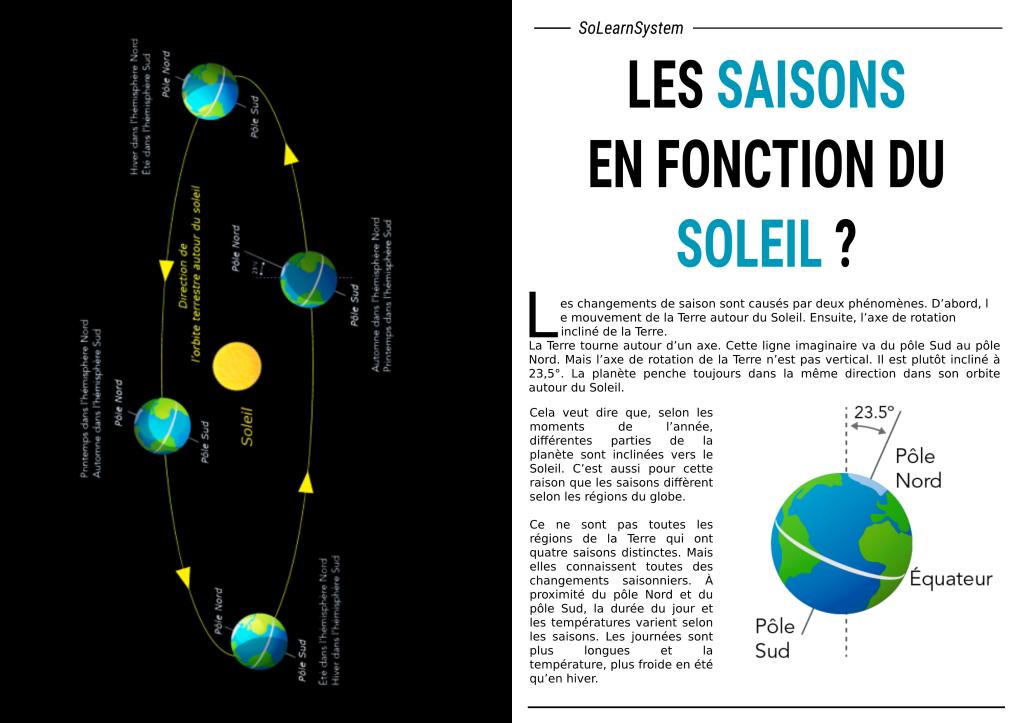 Hiver dans l'hémisphère Nord
Été dans l'hémisphère Sud
Pôle Nord
Pôle Sud
Direction de
l'orbite terrestre autour du soleil
Pôle Nord
23½
Pôle Sud
Automne dans l'hémisphère Nord
Printemps dans l'hémisphère Sud
Printemps dans l'hémisphère Nord
Automne dans l'hémisphère Sud
Pôle Nord
Pôle Sud
Soleil
Pôle Nord
Pôle Sud
Été dans l'hémisphère Nord
Hiver dans l'hémisphère Sud
SoLearnSystem
LES SAISONS
EN FONCTION DU
SOLEIL ?
Les changements de saison sont causés par deux phénomènes. D’abord, l
e mouvement de la Terre autour du Soleil. Ensuite, l’axe de rotation
incliné de la Terre.
La Terre tourne autour d’un axe. Cette ligne imaginaire va du pôle Sud au pôle
Nord. Mais l’axe de rotation de la Terre n’est pas vertical. Il est plutôt incliné à
23,5°. La planète penche toujours dans la même direction dans son orbite
autour du Soleil.
Cela veut dire que, selon les
moments de l’année,
différentes parties de la
planète sont inclinées vers le
Soleil. C’est aussi pour cette
raison que les saisons diffèrent
selon les régions du globe.
Ce ne sont pas toutes les
régions de la Terre qui ont
quatre saisons distinctes. Mais
elles connaissent toutes des
changements saisonniers. À
proximité du pôle Nord et du
pôle Sud, la durée du jour et
les températures varient selon
les saisons. Les journées sont
plus longues et la
température, plus froide en été
qu’en hiver.
23.5º
Pôle
Nord
Équateur
Pôle
Sud